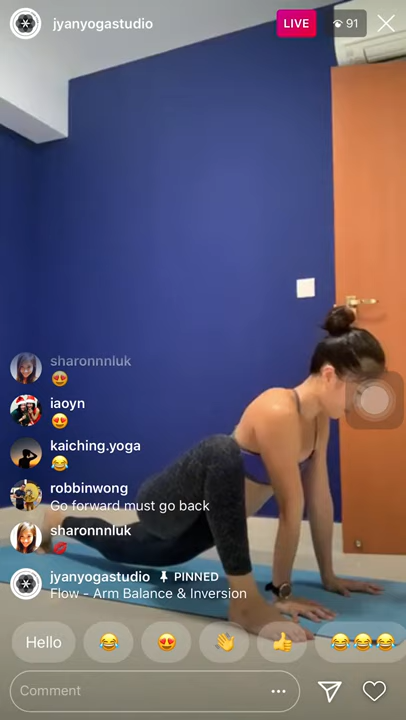 jyanyogastudio
LIVE
91
sharonnnluk
😍
iaoyn
😍
kaiching.yoga
😂
robbinwong
Go forward must go back
sharonnnluk
💋
jyanyogastudio PINNED
Flow - Arm Balance & Inversion
Hello 😂 😍 👋 👍 😂😂😂
Comment